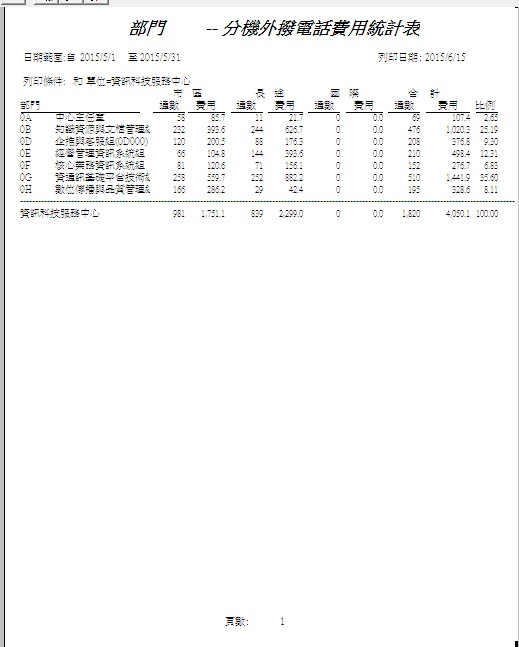 部門 -- 分機外撥電話費用統計表
日期範圍:自 2015/5/1 至 2015/5/31 列印日期: 2015/6/15
列印條件: 和 單位=資訊科技服務中心
市 區 長 途 國 際 合 計
部門 通數 費用 通數 費用 通數 費用 通數 費用 比例
0A 中心主任室 58 85.7 11 21.7 0 0.0 69 107.4 2.65
0B 知識資源與文檔管理 232 393.6 244 626.7 0 0.0 476 1,020.3 25.19
0D 企推與客服組(0D000) 120 200.5 88 176.3 0 0.0 208 376.8 9.30
0E 經營管理資訊系統組 66 104.8 144 393.6 0 0.0 210 498.4 12.31
0F 核心業務資訊系統組 81 120.6 71 156.1 0 0.0 152 276.7 6.83
0G 資通訊基礎平台技術 258 559.7 252 882.2 0 0.0 510 1,441.9 35.60
0H 數位傳播與品質管理 166 286.2 29 42.4 0 0.0 195 328.6 8.11
資訊科技服務中心 981 1,751.1 839 2,299.0 0 0.0 1,820 4,050.1 100.00
頁數: 1